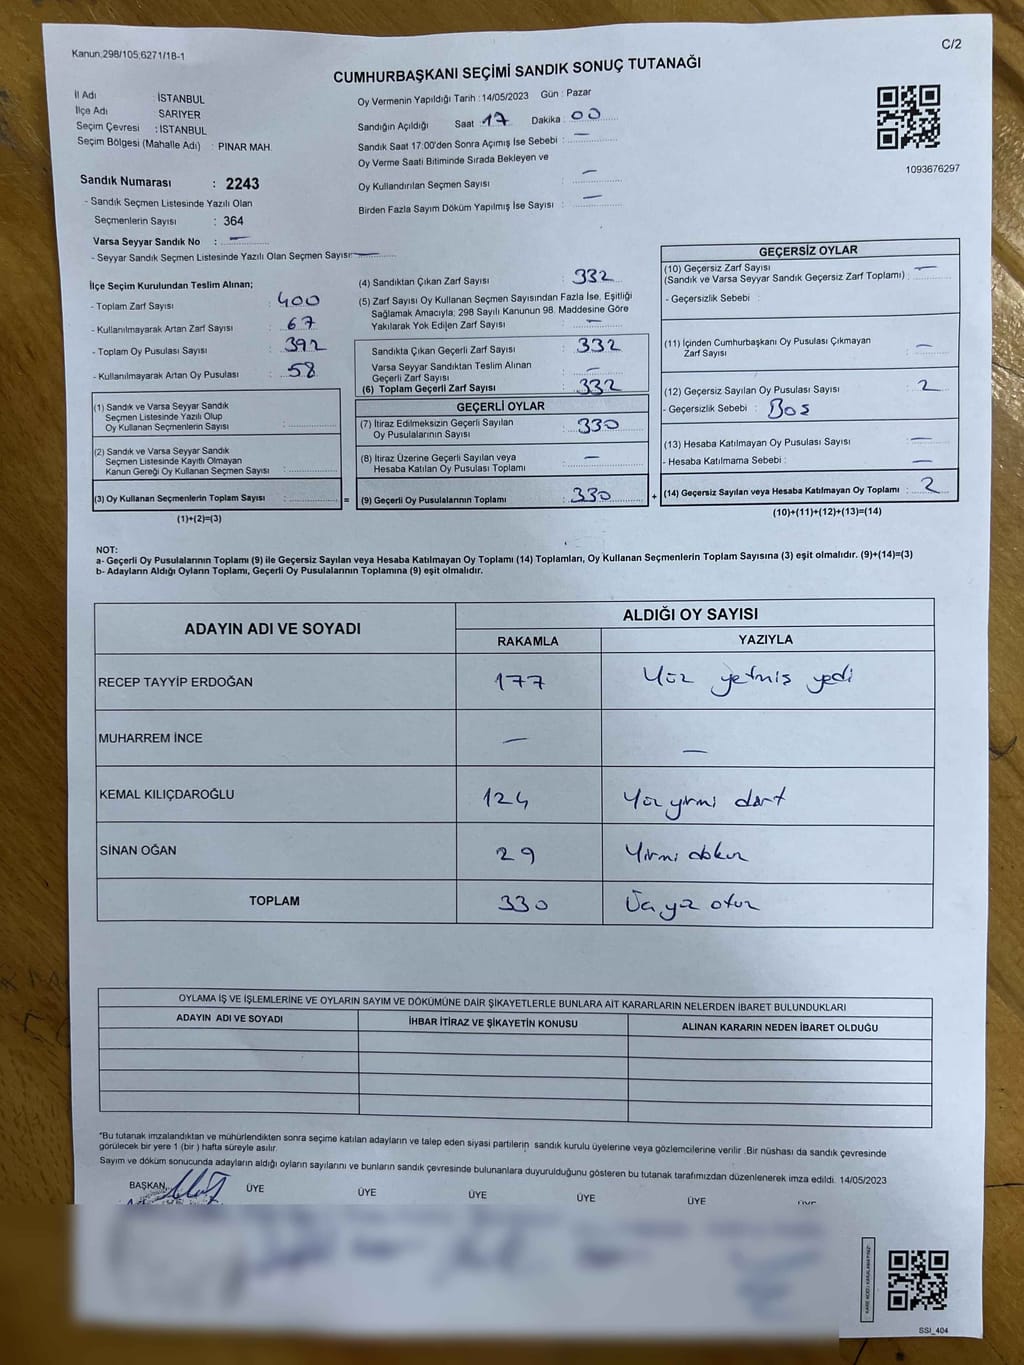 Kanun;298/105;6271/18-1
C/2
CUMHURBAŞKANI SEÇİMİ SANDIK SONUÇ TUTANAĞI
İl Adı İSTANBUL
İlçe Adı SARIYER
Seçim Çevresi : İSTANBUL
Seçim Bölgesi (Mahalle Adı) : PINAR MAH.
Sandık Numarası : 2243
- Sandık Seçmen Listesinde Yazılı Olan
Seçmenlerin Sayısı : 364
Varsa Seyyar Sandık No : —
- Seyyar Sandık Seçmen Listesinde Yazılı Olan Seçmen Sayısı: —
Oy Vermenin Yapıldığı Tarih : 14/05/2023 Gün : Pazar
Sandığın Açıldığı Saat 17 Dakika 00
Sandık Saat 17:00'den Sonra Açımış İse Sebebi : —
Oy Verme Saati Bitiminde Sırada Bekleyen ve
Oy Kullandırılan Seçmen Sayısı : —
Birden Fazla Sayım Döküm Yapılmış İse Sayısı : —
1093676297
İlçe Seçim Kurulundan Teslim Alınan;
- Toplam Zarf Sayısı : 400
- Kullanılmayarak Artan Zarf Sayısı : 67
- Toplam Oy Pusulası Sayısı : 392
- Kullanılmayarak Artan Oy Pusulası : 58
(1) Sandık ve Varsa Seyyar Sandık
Seçmen Listesinde Yazılı Olup
Oy Kullanan Seçmenlerin Sayısı :
(2) Sandık ve Varsa Seyyar Sandık
Seçmen Listesinde Kayıtlı Olmayan
Kanun Gereği Oy Kullanan Seçmen Sayısı :
(3) Oy Kullanan Seçmenlerin Toplam Sayısı : =
(1)+(2)=(3)
(4) Sandıktan Çıkan Zarf Sayısı : 332
(5) Zarf Sayısı Oy Kullanan Seçmen Sayısından Fazla İse, Eşitliği
Sağlamak Amacıyla; 298 Sayılı Kanunun 98. Maddesine Göre
Yakılarak Yok Edilen Zarf Sayısı : —
Sandıkta Çıkan Geçerli Zarf Sayısı : 332
Varsa Seyyar Sandıktan Teslim Alınan
Geçerli Zarf Sayısı : —
(6) Toplam Geçerli Zarf Sayısı : 332
GEÇERLİ OYLAR
(7) İtiraz Edilmeksizin Geçerli Sayılan
Oy Pusulalarının Sayısı : 330
(8) İtiraz Üzerine Geçerli Sayılan veya
Hesaba Katılan Oy Pusulası Toplamı : —
(9) Geçerli Oy Pusulalarının Toplamı : 330 +
GEÇERSİZ OYLAR
(10) Geçersiz Zarf Sayısı
(Sandık ve Varsa Seyyar Sandık Geçersiz Zarf Toplamı) : —
- Geçersizlik Sebebi :
(11) İçinden Cumhurbaşkanı Oy Pusulası Çıkmayan
Zarf Sayısı : —
(12) Geçersiz Sayılan Oy Pusulası Sayısı : 2
- Geçersizlik Sebebi : Boş
(13) Hesaba Katılmayan Oy Pusulası Sayısı : —
- Hesaba Katılmama Sebebi : —
(14) Geçersiz Sayılan veya Hesaba Katılmayan Oy Toplamı : 2
(10)+(11)+(12)+(13)=(14)
NOT:
a- Geçerli Oy Pusulalarının Toplamı (9) ile Geçersiz Sayılan veya Hesaba Katılmayan Oy Toplamı (14) Toplamları, Oy Kullanan Seçmenlerin Toplam Sayısına (3) eşit olmalıdır. (9)+(14)=(3)
b- Adayların Aldığı Oyların Toplamı, Geçerli Oy Pusulalarının Toplamına (9) eşit olmalıdır.
ADAYIN ADI VE SOYADI ALDIĞI OY SAYISI
RAKAMLA YAZIYLA
RECEP TAYYİP ERDOĞAN 177 Yüz yetmiş yedi
MUHARREM İNCE — —
KEMAL KILIÇDAROĞLU 124 Yüz yirmi dört
SİNAN OĞAN 29 Yirmi dokuz
TOPLAM 330 Üç yüz otuz
OYLAMA İŞ VE İŞLEMLERİNE VE OYLARIN SAYIM VE DÖKÜMÜNE DAİR ŞİKAYETLERLE BUNLARA AİT KARARLARIN NELERDEN İBARET BULUNDUKLARI
ADAYIN ADI VE SOYADI İHBAR İTİRAZ VE ŞİKAYETİN KONUSU ALINAN KARARIN NEDEN İBARET OLDUĞU
*Bu tutanak imzalandıktan ve mühürlendikten sonra seçime katılan adayların ve talep eden siyasi partilerin sandık kurulu üyelerine veya gözlemcilerine verilir .Bir nüshası da sandık çevresinde
görülecek bir yere 1 (bir ) hafta süreyle asılır.
Sayım ve döküm sonucunda adayların aldığı oyların sayılarını ve bunların sandık çevresinde bulunanlara duyurulduğunu gösteren bu tutanak tarafımızdan düzenlenerek imza edildi. 14/05/2023
BAŞKAN ÜYE ÜYE ÜYE ÜYE ÜYE
SSI_404